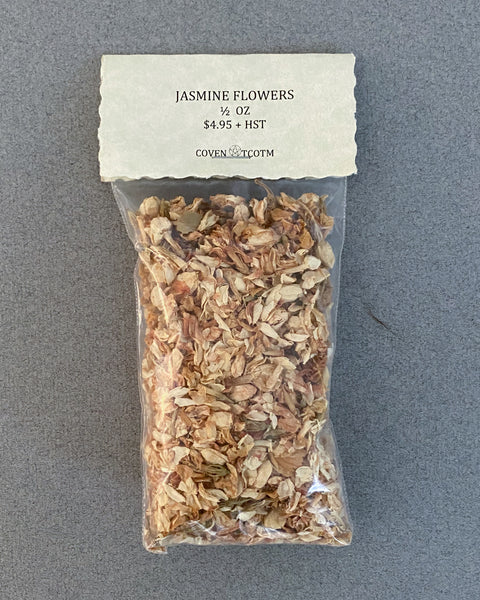 JASMINE FLOWERS
½ OZ
$4.95 + HST
COVEN TCOTM